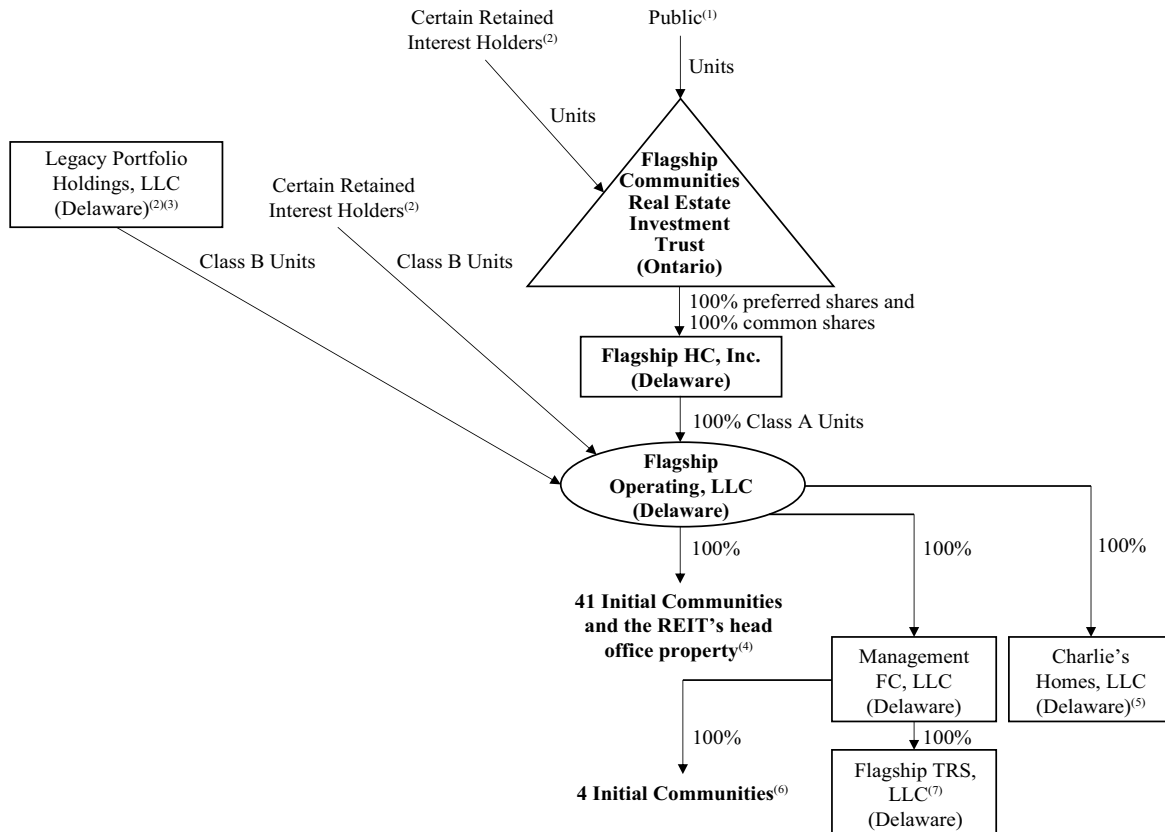 Certain Retained
Interest Holders(2)
Public(1)
Units
Units
Legacy Portfolio
Holdings, LLC
(Delaware)(2)(3)
Certain Retained
Interest Holders(2)
Flagship
Communities
Real Estate
Investment
Trust
(Ontario)
Class B Units
Class B Units
100% preferred shares and
100% common shares
Flagship HC, Inc.
(Delaware)
100% Class A Units
Flagship
Operating, LLC
(Delaware)
100%
100%
100%
41 Initial Communities
and the REIT’s head
office property(4)
Management
FC, LLC
(Delaware)
Charlie’s
Homes, LLC
(Delaware)(5)
100%
100%
4 Initial Communities(6)
Flagship TRS,
LLC(7)
(Delaware)